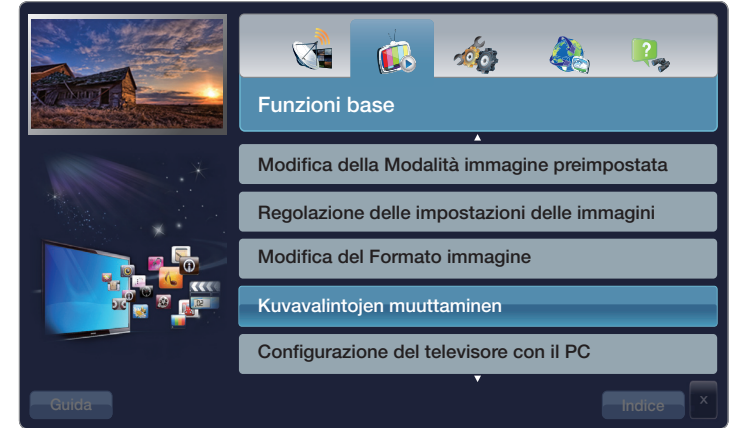 Funzioni base
Modifica della Modalità immagine preimpostata
Regolazione delle impostazioni delle immagini
Modifica del Formato immagine
Kuvavalintojen muuttaminen
Configurazione del televisore con il PC
Guida
Indice
x